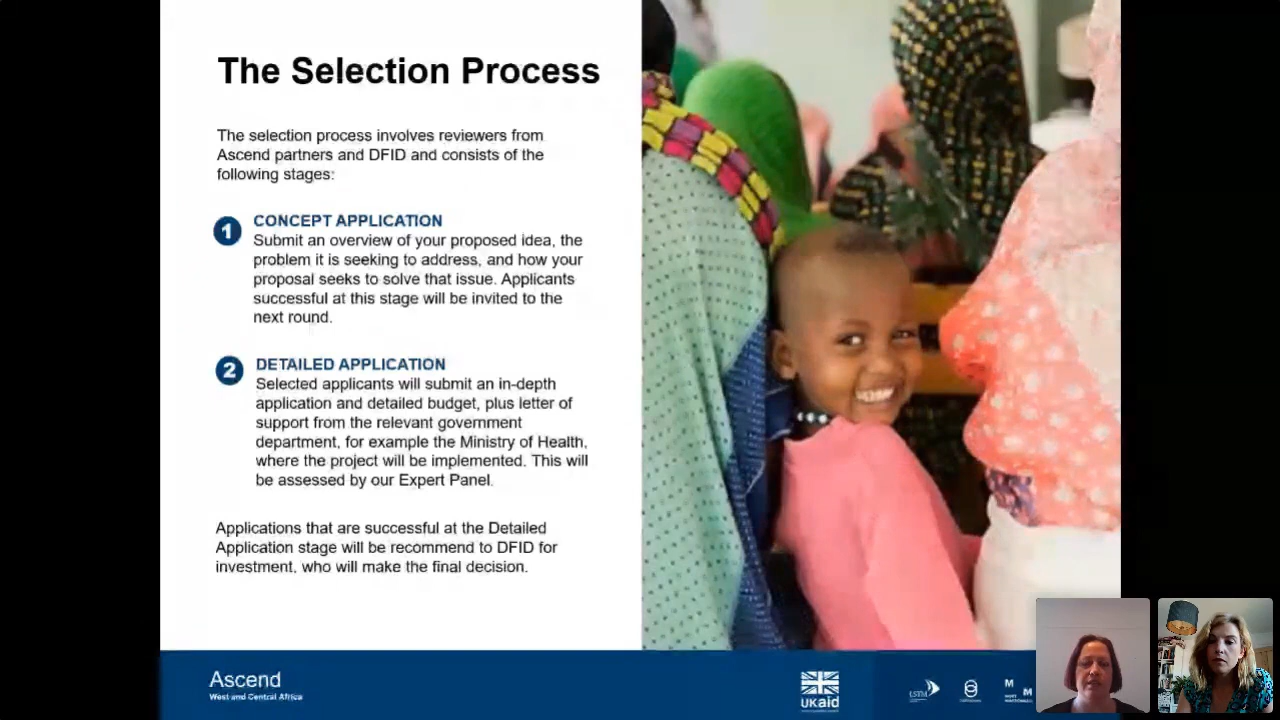 The Selection Process
The selection process involves reviewers from
Ascend partners and DFID and consists of the
following stages:
1
CONCEPT APPLICATION
Submit an overview of your proposed idea, the
problem it is seeking to address, and how your
proposal seeks to solve that issue. Applicants
successful at this stage will be invited to the
next round.
2
DETAILED APPLICATION
Selected applicants will submit an in-depth
application and detailed budget, plus letter of
support from the relevant government
department, for example the Ministry of Health,
where the project will be implemented. This will
be assessed by our Expert Panel.
Applications that are successful at the Detailed
Application stage will be recommend to DFID for
investment, who will make the final decision.
Ascend
West and Central Africa
UKaid
LSTM
M
M